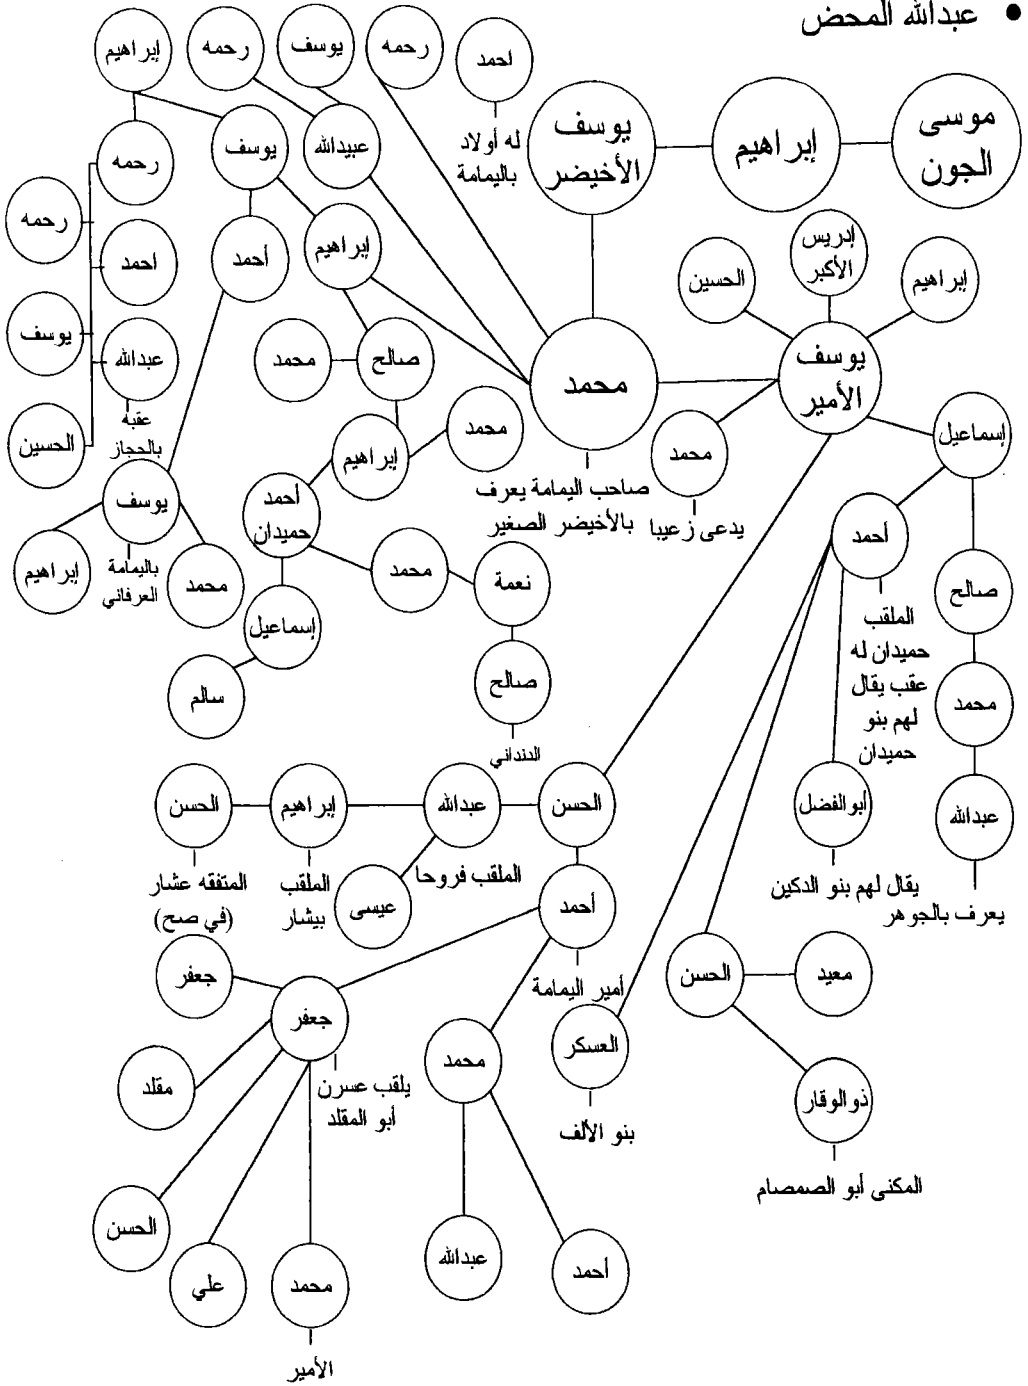 • عبدالله المحض
موسى
الجون
إبراهيم
يوسف
الأخيضر
احمد
له أولاد
باليمامة
رحمه
يوسف
رحمه
إبراهيم
عبيدالله
يوسف
رحمه
رحمه
احمد
يوسف
عبدالله
عقبه
بالحجاز
الحسين
أحمد
إبراهيم
صالح
محمد
إبراهيم
محمد
أحمد
حميدان
محمد
نعمة
صالح
الدنداني
إسماعيل
سالم
يوسف
باليمامة
العرفاني
إبراهيم
محمد
محمد
صاحب اليمامة يعرف
بالأخيضر الصغير
يوسف
الأمير
الحسين
إدريس
الأكبر
إبراهيم
محمد
يدعى زعيبا
إسماعيل
أحمد
الملقب
حميدان له
عقب يقال
لهم بنو
حميدان
صالح
محمد
عبدالله
يعرف بالجوهر
أبوالفضل
يقال لهم بنو الدكين
الحسن
معيد
ذوالوقار
المكنى أبو الصمصام
العسكر
بنو الألف
الحسن
عبدالله
الملقب فروحا
إبراهيم
الملقب
بيشار
الحسن
المتفقه عشار
(في صح)
عيسى
أحمد
أمير اليمامة
جعفر
يلقب عسرن
أبو المقلد
جعفر
مقلد
الحسن
علي
محمد
الأمير
محمد
عبدالله
أحمد